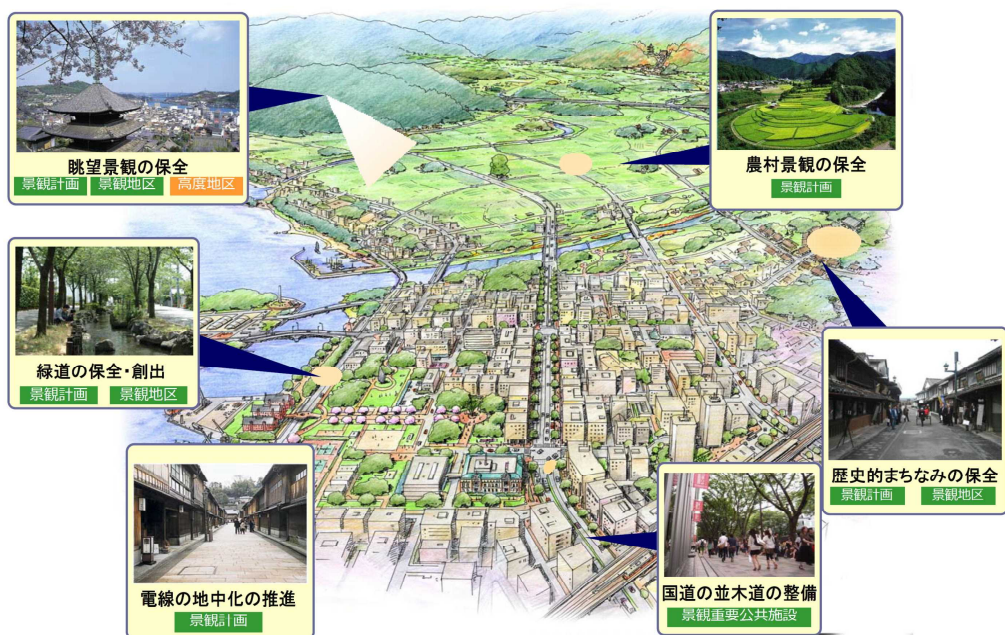 眺望景観の保全
景観計画 景観地区 高度地区
農村景観の保全
景観計画
緑道の保全・創出
景観計画 景観地区
歴史的まちなみの保全
景観計画 景観地区
電線の地中化の推進
景観計画
国道の並木道の整備
景観重要公共施設